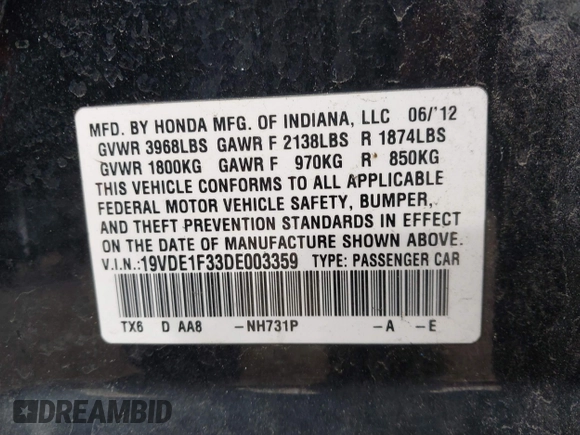 MFD. BY HONDA MFG. OF INDIANA, LLC 06/'12
GVWR 3968LBS GAWR F 2138LBS R 1874LBS
GVWR 1800KG GAWR F 970KG R 850KG
THIS VEHICLE CONFORMS TO ALL APPLICABLE
FEDERAL MOTOR VEHICLE SAFETY, BUMPER,
AND THEFT PREVENTION STANDARDS IN EFFECT
ON THE DATE OF MANUFACTURE SHOWN ABOVE.
V.I.N.:19VDE1F33DE003359 TYPE: PASSENGER CAR
TX6 D AA8 -NH731P -A -E
DREAMBID